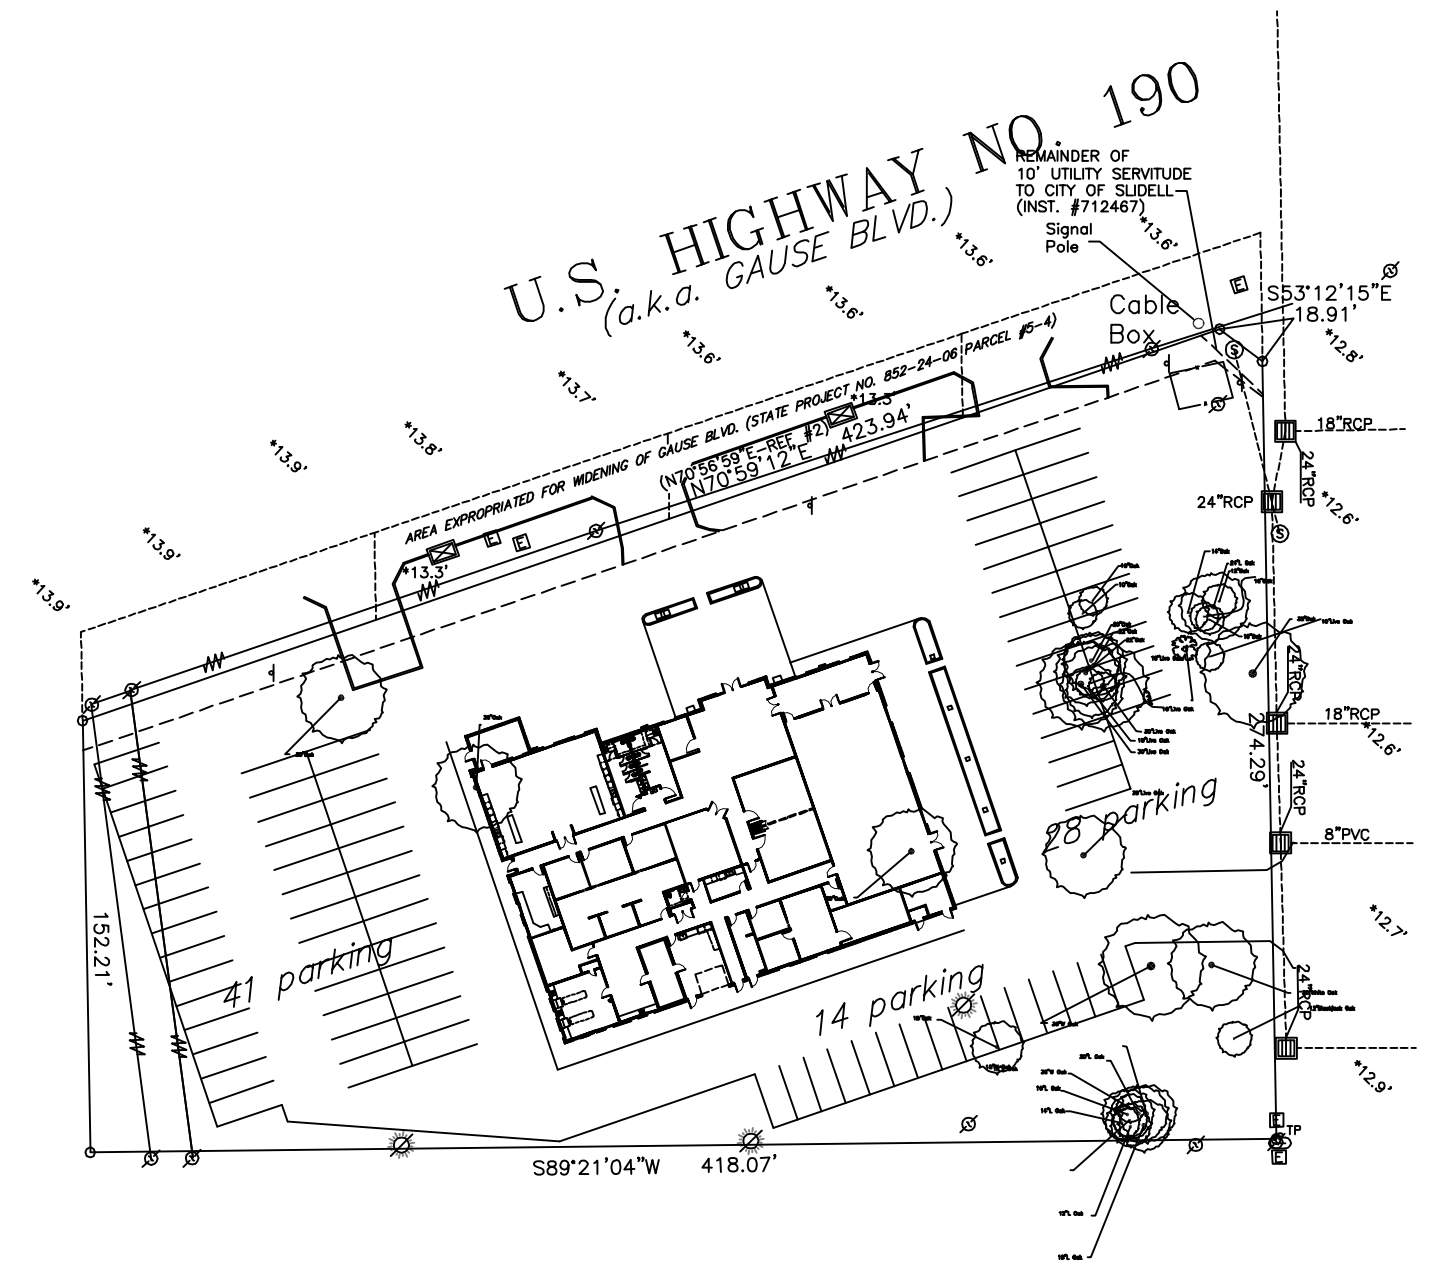 U.S. HIGHWAY NO. 190
(a.k.a. GAUSE BLVD.)
REMAINDER OF
10' UTILITY SERVITUDE
TO CITY OF SLIDELL
(INST. #712467)
Signal
Pole
*13.6'
*13.6'
*13.6'
*13.6'
*13.7'
*13.8'
*13.9'
*13.9'
*13.9'
E
S53°12'15"E
18.91'
Cable
Box
S
*12.8'
AREA EXPROPRIATED FOR WIDENING OF GAUSE BLVD. (STATE PROJECT NO. 852-24-06 PARCEL #5-4)
(N70°56'59"E-REF. #2)
N70°59'12"E 423.94'
*13.3'
*13.3'
E
E
18"RCP
24"RCP
24"RCP
*12.6'
S
24"RCP
18"RCP
*12.6'
274.29'
24"RCP
8"PVC
28 parking
*12.7'
152.21'
41 parking
14 parking
24"RCP
*12.9'
E
TP
E
S89°21'04"W 418.07'